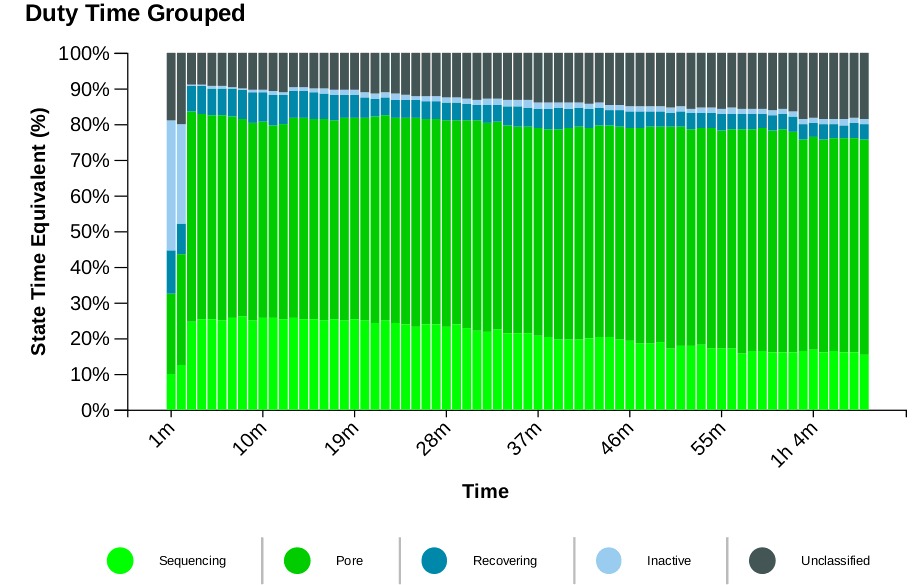 Duty Time Grouped
State Time Equivalent (%)
100%
90%
80%
70%
60%
50%
40%
30%
20%
10%
0%
1m
10m
19m
28m
37m
46m
55m
1h 4m
Time
Sequencing
Pore
Recovering
Inactive
Unclassified